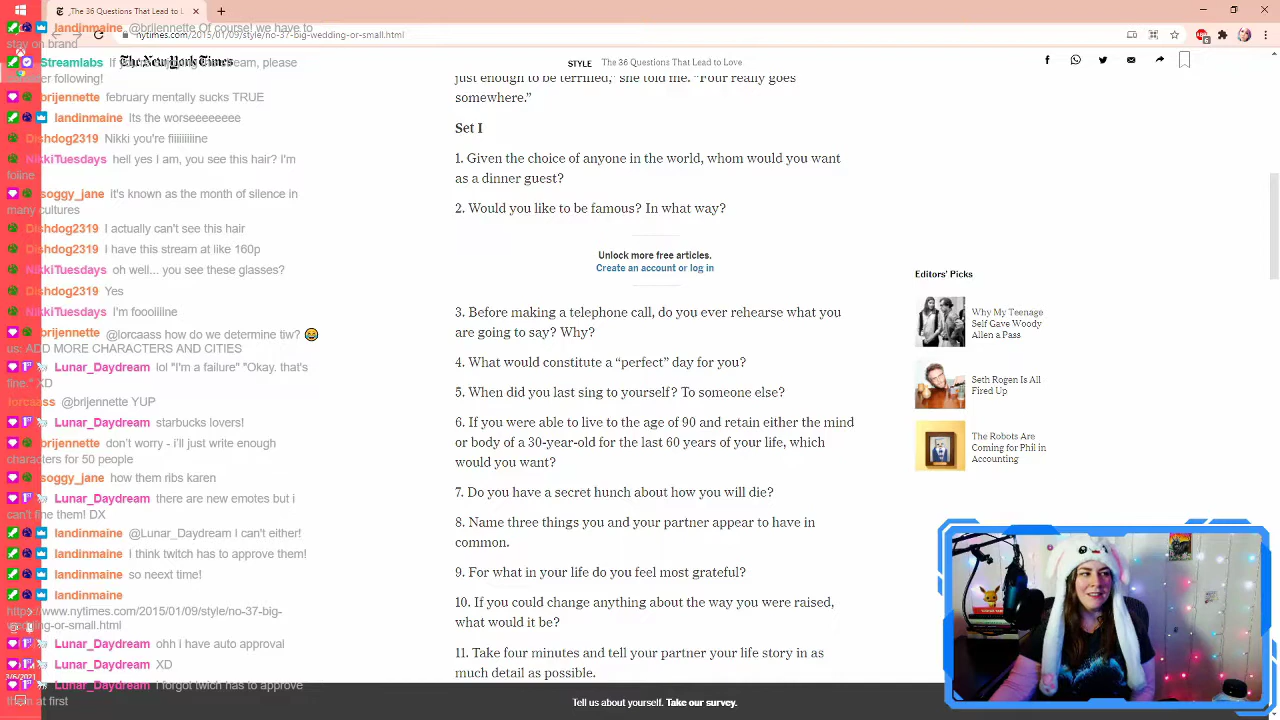 nytimes.com/2015/01/09/style/no-37-big-wedding-or-small.html
The New York Times
STYLE The 36 Questions That Lead to Love
landinmaine @brijennette Of course! we have to
stay on brand
Streamlabs please
following!
brijennette february mentally sucks TRUE
landinmaine Its the worseeeeeee
Dishdog2319 Nikki you're fiiiiiiiiine
NikkiTuesdays hell yes I am, you see this hair? I'm
foiine
soggy_jane it's known as the month of silence in
many cultures
Dishdog2319 I actually can't see this hair
Dishdog2319 I have this stream at like 160p
NikkiTuesdays oh well... you see these glasses?
Dishdog2319 Yes
NikkiTuesdays I'm foooiiiine
brijennette @lorcaass how do we determine tiw? 😂
us: ADD MORE CHARACTERS AND CITIES
Lunar_Daydream lol "I'm a failure" "Okay. that's
fine." XD
lorcaass @brijennette YUP
Lunar_Daydream starbucks lovers!
brijennette don't worry - i'll just write enough
characters for 50 people
soggy_jane how them ribs karen
Lunar_Daydream there are new emotes but i
can't fine them! DX
landinmaine @Lunar_Daydream I can't either!
landinmaine I think twitch has to approve them!
landinmaine so neext time!
landinmaine
https://www.nytimes.com/2015/01/09/style/no-37-big-
wedding-or-small.html
Lunar_Daydream ohh i have auto approval
Lunar_Daydream XD
Lunar_Daydream I forgot twich has to approve
them at first
just enough to be terrified," she told me. "Four really goes
somewhere."
Set I
1. Given the choice of anyone in the world, whom would you want
as a dinner guest?
2. Would you like to be famous? In what way?
Unlock more free articles.
Create an account or log in
3. Before making a telephone call, do you ever rehearse what you
are going to say? Why?
4. What would constitute a “perfect” day for you?
5. When did you last sing to yourself? To someone else?
6. If you were able to live to the age of 90 and retain either the mind
or body of a 30-year-old for the last 60 years of your life, which
would you want?
7. Do you have a secret hunch about how you will die?
8. Name three things you and your partner appear to have in
common.
9. For what in your life do you feel most grateful?
10. If you could change anything about the way you were raised,
what would it be?
11. Take four minutes and tell your partner your life story in as
much detail as possible.
Editors' Picks
Why My Teenage
Self Gave Woody
Allen a Pass
Seth Rogen Is All
Fired Up
The Robots Are
Coming for Phil in
Accounting
Tell us about yourself. Take our survey.